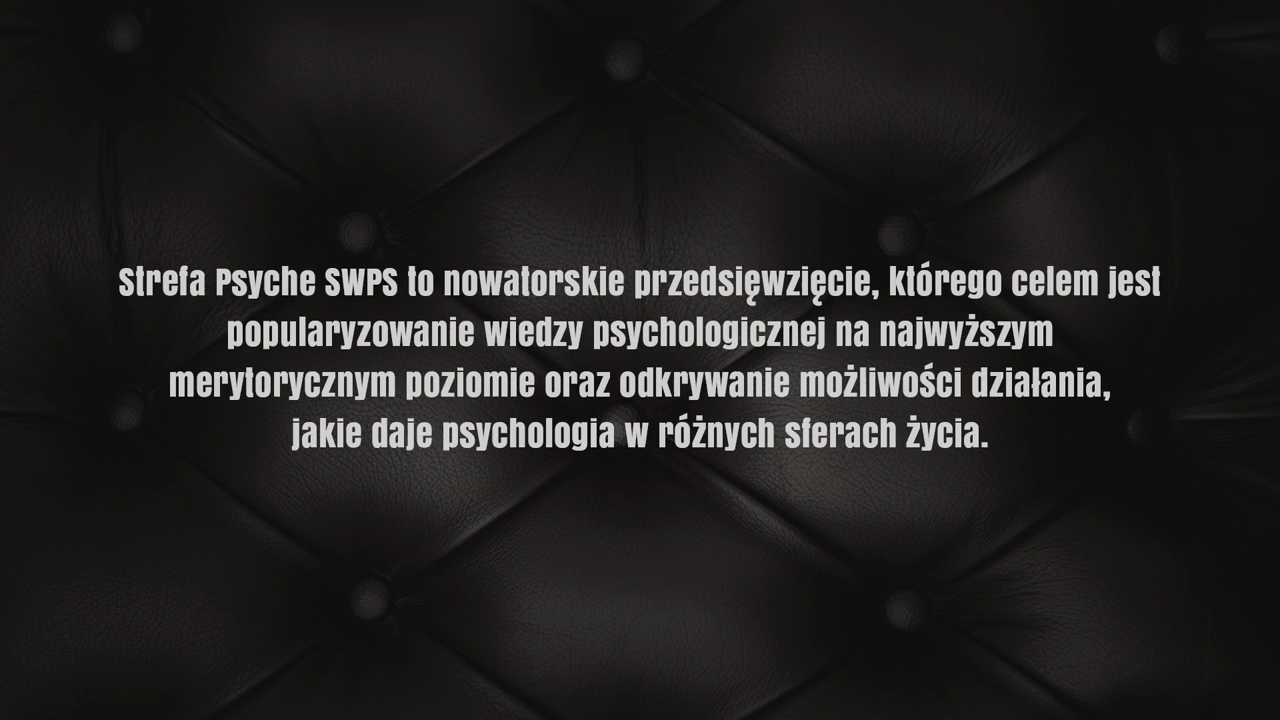 Strefa Psyche SWPS to nowatorskie przedsięwzięcie, którego celem jest
popularyzowanie wiedzy psychologicznej na najwyższym
merytorycznym poziomie oraz odkrywanie możliwości działania,
jakie daje psychologia w różnych sferach życia.